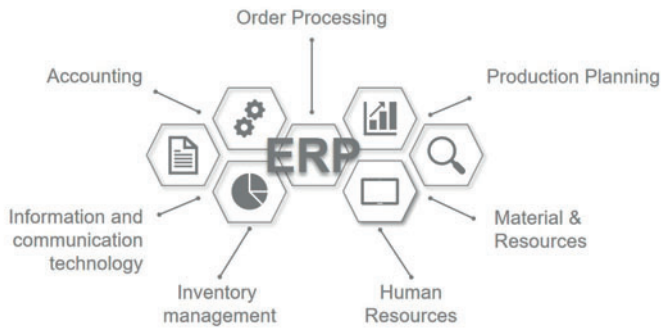 Order Processing
Accounting
Production Planning
ERP
Information and
communication
technology
Material &
Resources
Inventory
management
Human
Resources